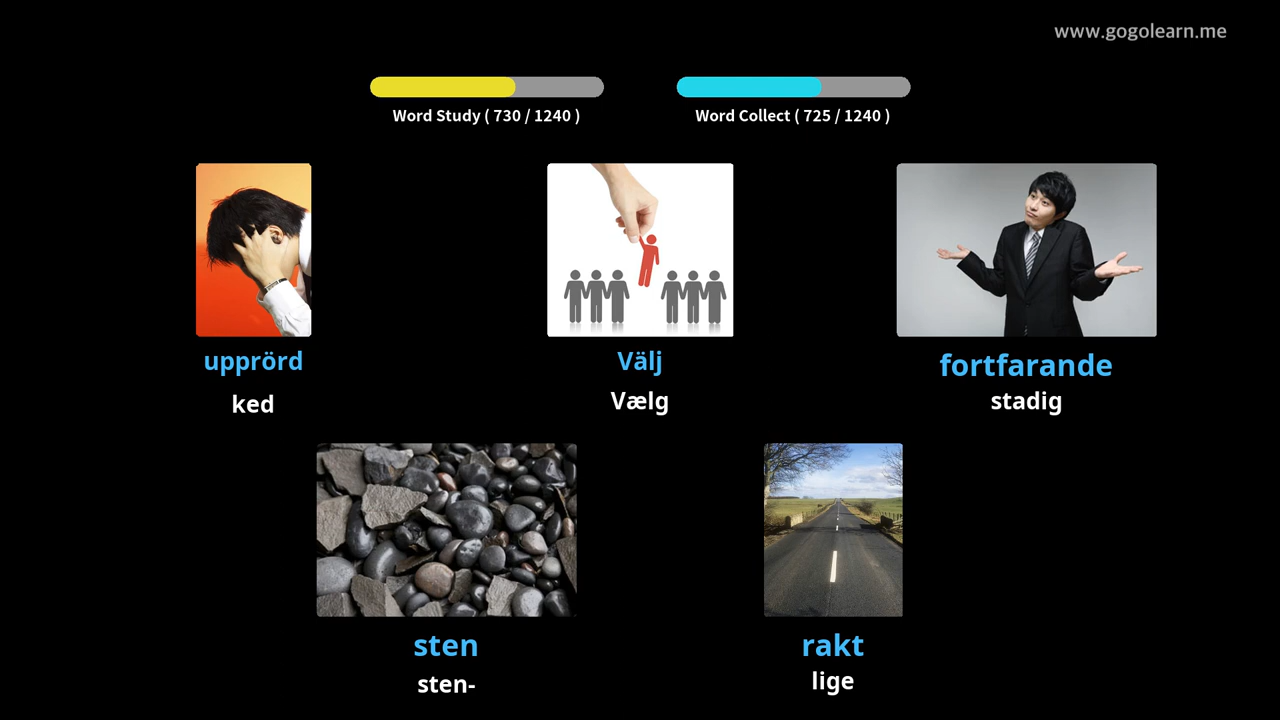 www.gogolearn.me
Word Study ( 730 / 1240 )
Word Collect ( 725 / 1240 )
upprörd
ked
Välj
Vælg
fortfarande
stadig
sten
sten-
rakt
lige